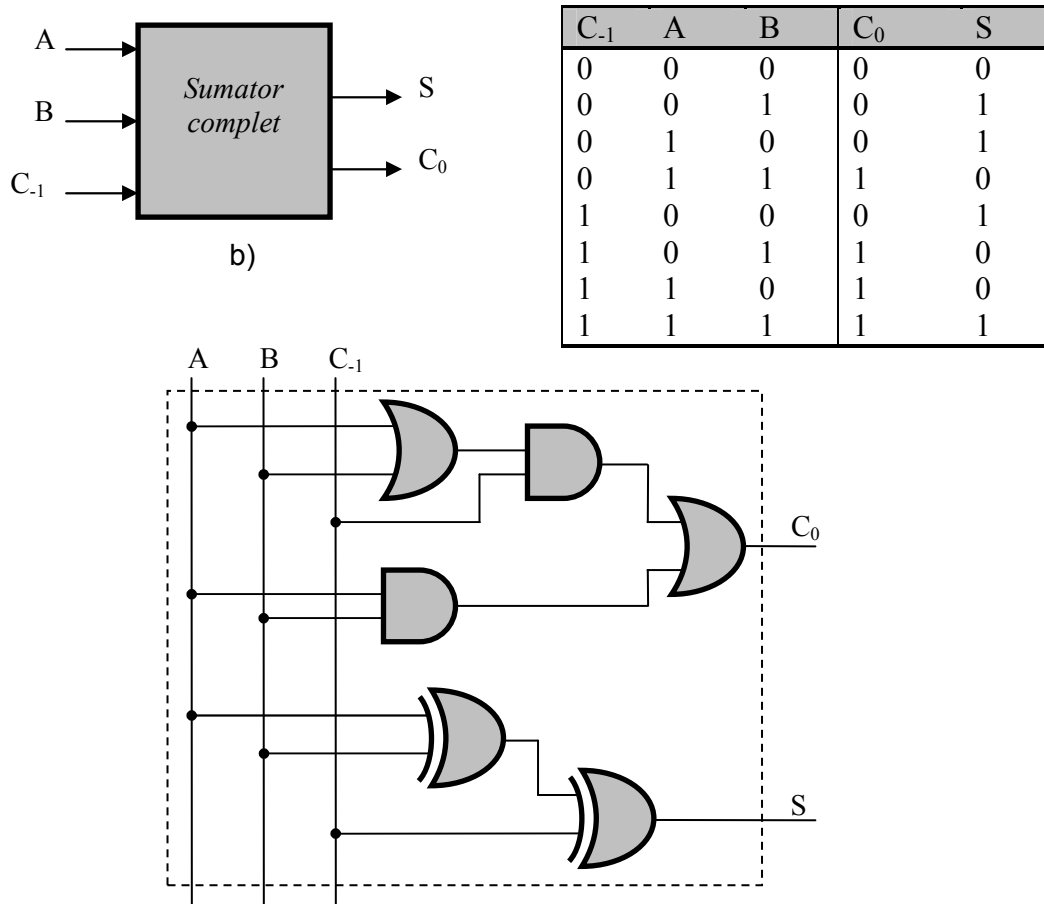 A
B
C-1
Sumator
complet
S
C0
b)
C-1 A B C0 S
0 0 0 0 0
0 0 1 0 1
0 1 0 0 1
0 1 1 1 0
1 0 0 0 1
1 0 1 1 0
1 1 0 1 0
1 1 1 1 1
A B C-1
C0
S